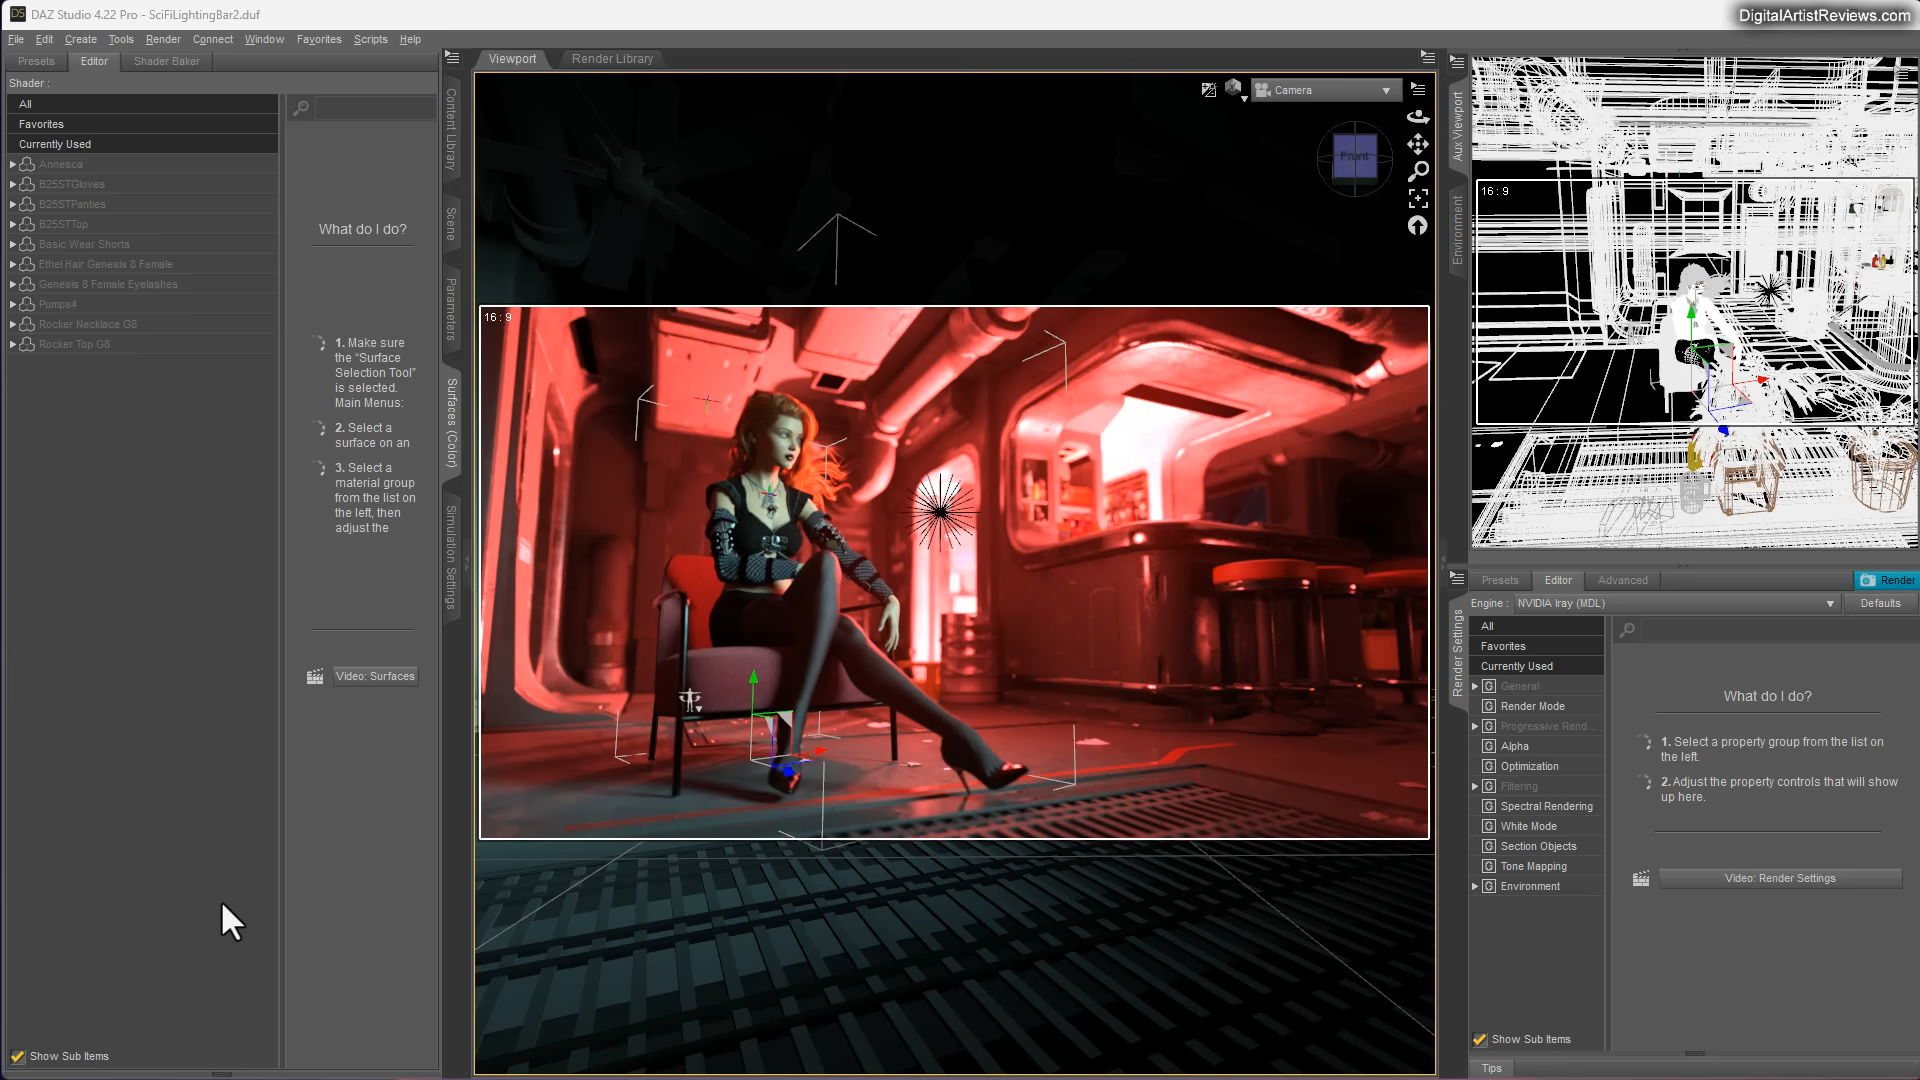 DS DAZ Studio 4.22 Pro - SciFiLightingBar2.duf
DigitalArtistReviews.com
File Edit Create Tools Render Connect Window Favorites Scripts Help
Presets Editor Shader Baker
Shader :
All
Favorites
Currently Used
Annesca
B25STGloves
B25STPanties
B25STTop
Basic Wear Shorts
Ethel Hair Genesis 8 Female
Genesis 8 Female Eyelashes
Pumps4
Rocker Necklace G8
Rocker Top G8
Show Sub Items
What do I do?
1. Make sure
the “Surface
Selection Tool”
is selected.
Main Menus:
2. Select a
surface on an
3. Select a
material group
from the list on
the left, then
adjust the
Video: Surfaces
Content Library
Scene
Parameters
Surfaces (Color)
Simulation Settings
Viewport Render Library
Camera
Front
16 : 9
Aux Viewport
Environment
16 : 9
Render Settings
Presets Editor Advanced Render
Engine : NVIDIA Iray (MDL) Defaults
All
Favorites
Currently Used
G General
G Render Mode
G Progressive Rend...
G Alpha
G Optimization
G Filtering
G Spectral Rendering
G White Mode
G Section Objects
G Tone Mapping
G Environment
Show Sub Items
What do I do?
1. Select a property group from the list on
the left.
2. Adjust the property controls that will show
up here.
Video: Render Settings
Tips